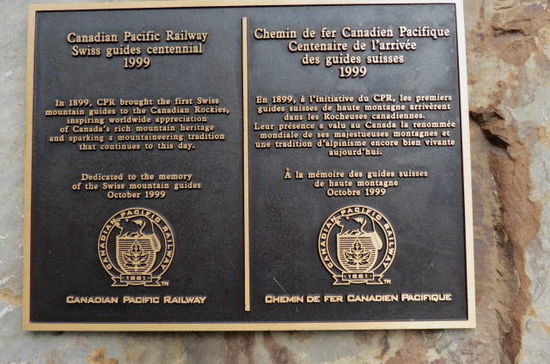 Canadian Pacific Railway
Swiss guides centennial
1999
In 1899, CPR brought the first Swiss
mountain guides to the Canadian Rockies,
inspiring worldwide appreciation
of Canada's rich mountain heritage
and sparking a mountaineering tradition
that continues to this day.
Dedicated to the memory
of the Swiss mountain guides
October 1999
CANADIAN PACIFIC RAILWAY
1881
TM
CANADIAN PACIFIC RAILWAY
Chemin de fer Canadien Pacifique
Centenaire de l'arrivée
des guides suisses
1999
En 1899, à l'initiative du CPR, les premiers
guides suisses de haute montagne arrivèrent
dans les Rocheuses canadiennes.
Leur présence a valu au Canada la renommée
mondiale de ses majestueuses montagnes et
une tradition d'alpinisme encore bien vivante
aujourd'hui.
À la mémoire des guides suisses
de haute montagne
Octobre 1999
CANADIAN PACIFIC RAILWAY
1881
TM
CHEMIN DE FER CANADIEN PACIFIQUE